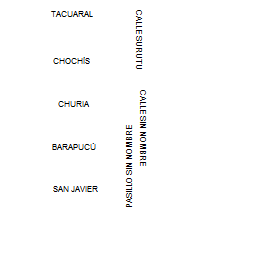 TACUARAL
CALLE SURUTU
CHOCHÍS
CHURIA
CALLE SIN NOMBRE
BARAPUCÚ
PASILLO SIN NOMBRE
SAN JAVIER